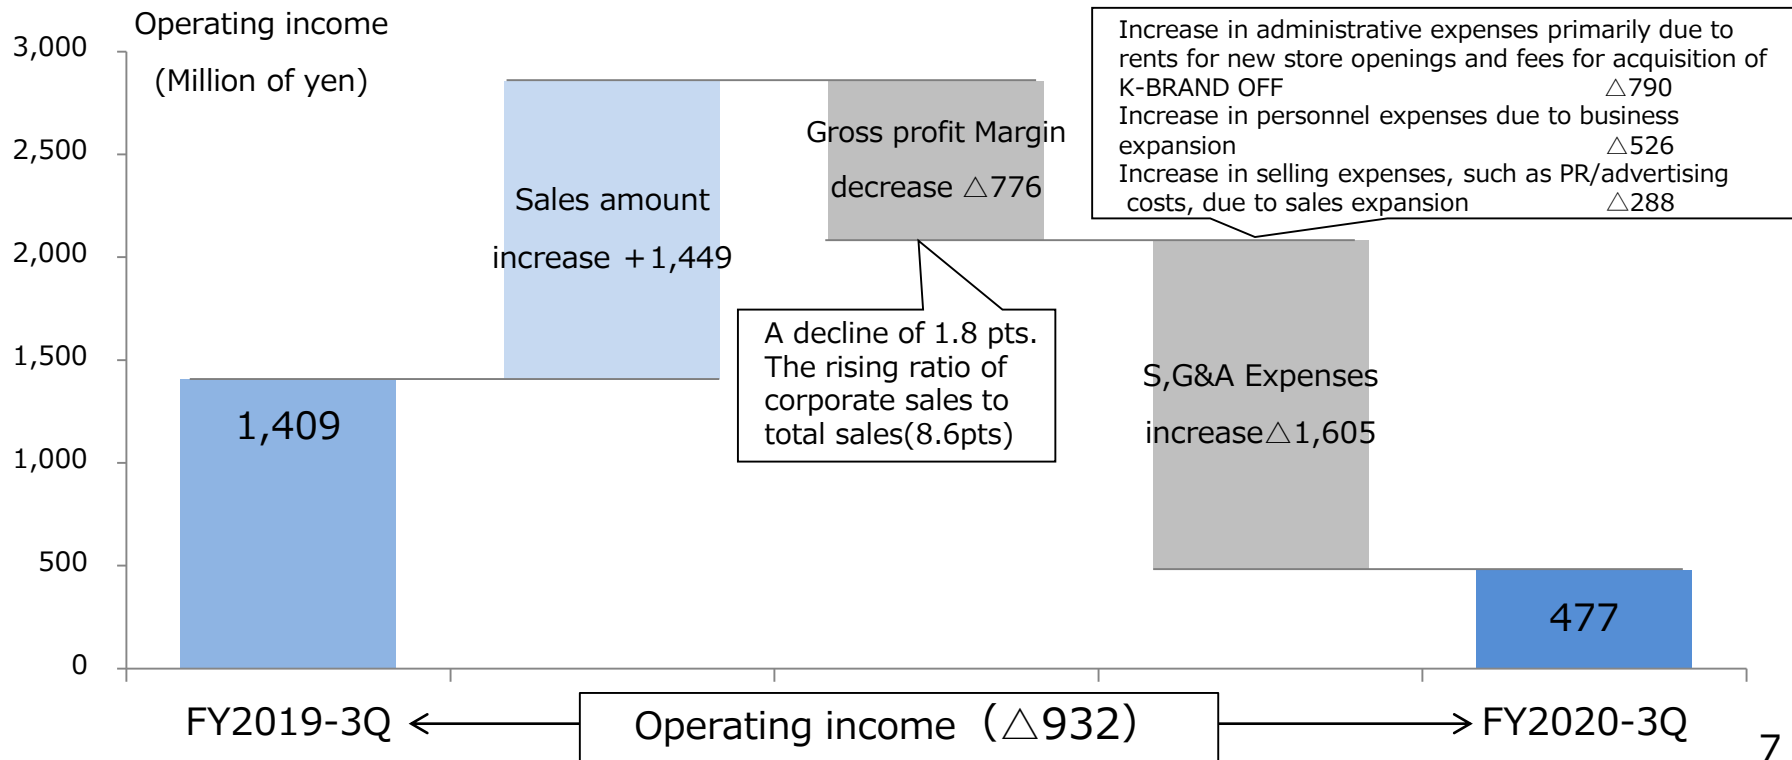 Operating income
(Million of yen)
3,000
2,500
2,000
1,500
1,000
500
0
1,409
Sales amount
increase +1,449
Gross profit Margin
decrease △776
A decline of 1.8 pts.
The rising ratio of
corporate sales to
total sales(8.6pts)
Increase in administrative expenses primarily due to
rents for new store openings and fees for acquisition of
K-BRAND OFF △790
Increase in personnel expenses due to business
expansion △526
Increase in selling expenses, such as PR/advertising
costs, due to sales expansion △288
S,G&A Expenses
increase△1,605
477
FY2019-3Q
Operating income (△932)
FY2020-3Q
7